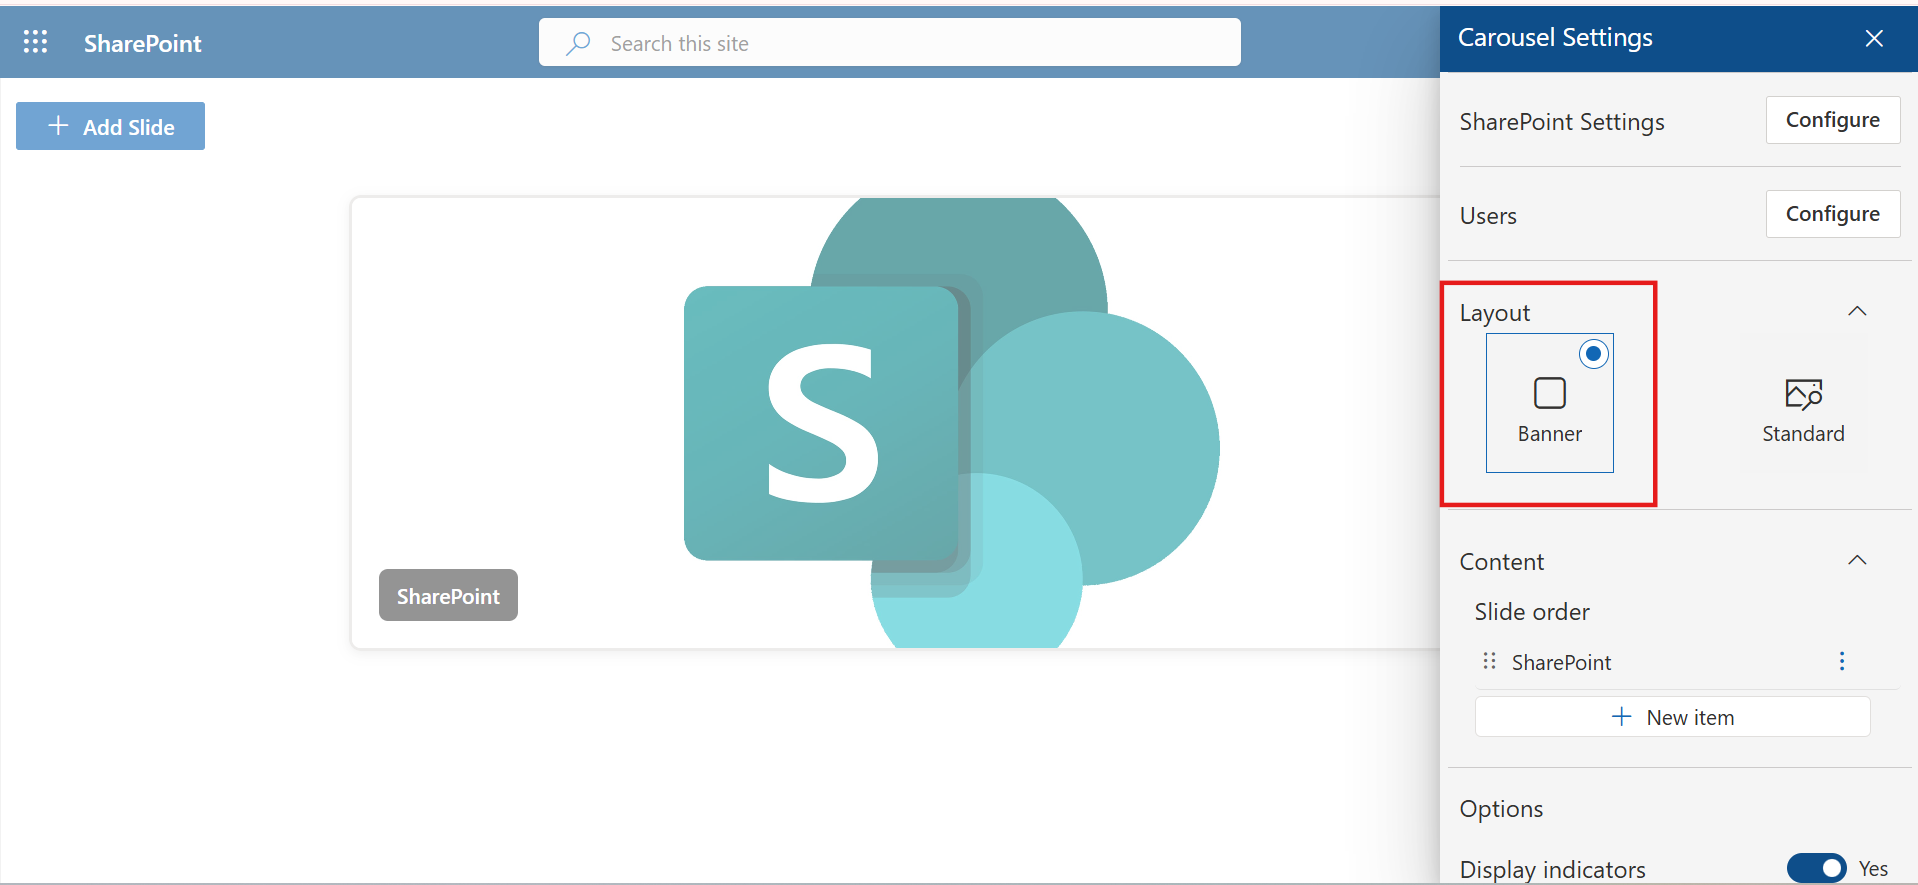 SharePoint
Search this site
Add Slide
S
SharePoint
Carousel Settings
SharePoint Settings
Configure
Users
Configure
Layout
Banner
Standard
Content
Slide order
SharePoint
New item
Options
Display indicators
Yes